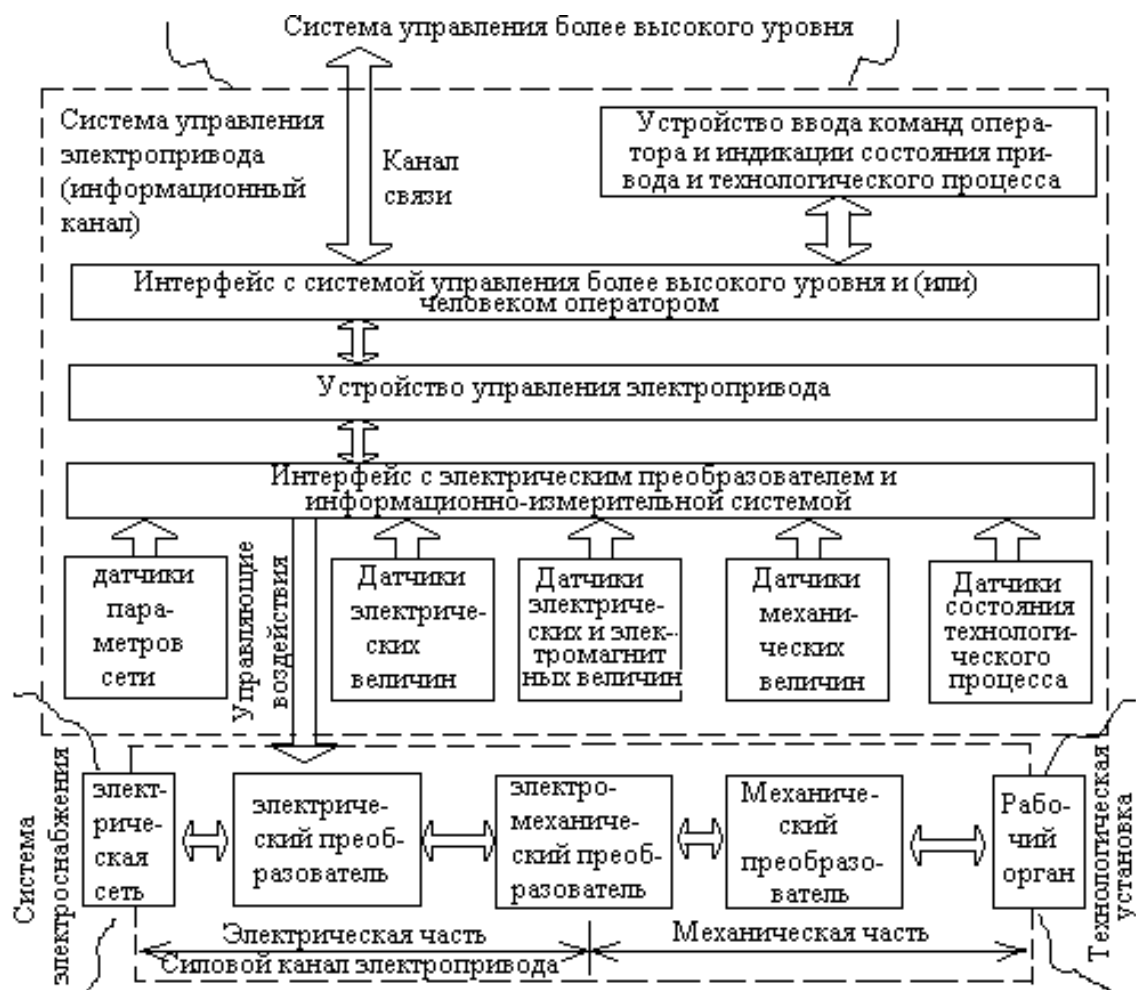 Система управления более высокого уровня
Система управления
электропривода
(информационный
канал)
Канал
связи
Устройство ввода команд опера-
тора и индикации состояния при-
вода и технологического процесса
Интерфейс с системой управления более высокого уровня и (или)
человеком оператором
Устройство управления электропривода
Интерфейс с электрическим преобразователем и
информационно-измерительной системой
датчики
пара-
метров
сети
Управляющие
воздействия
Датчики
электриче-
ских
величин
Датчики
электриче-
ских и элек-
тромагнит
ных величин
Датчики
механи-
ческих
величин
Датчики
состояния
технологи-
ческого
процесса
Система
электроснабжения
элект-
риче-
ская
сеть
электриче-
ский преоб-
разователь
электро-
механиче-
ский преоб-
разователь
Механиче-
ский
преобразо-
ватель
Рабо-
чий
орган
Технологическая
установка
Электрическая часть
Механическая часть
Силовой канал электропривода